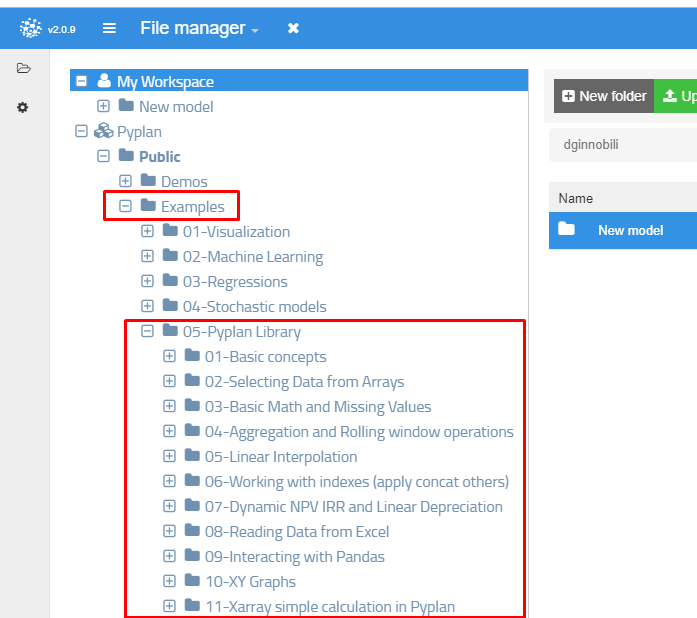 v2.0.9 File manager
My Workspace
New model
Pyplan
Public
Demos
Examples
01-Visualization
02-Machine Learning
03-Regressions
04-Stochastic models
05-Pyplan Library
01-Basic concepts
02-Selecting Data from Arrays
03-Basic Math and Missing Values
04-Aggregation and Rolling window operations
05-Linear Interpolation
06-Working with indexes (apply concat others)
07-Dynamic NPV IRR and Linear Depreciation
08-Reading Data from Excel
09-Interacting with Pandas
10-XY Graphs
11-Xarray simple calculation in Pyplan
New folder Up
dginnobili
Name
New model